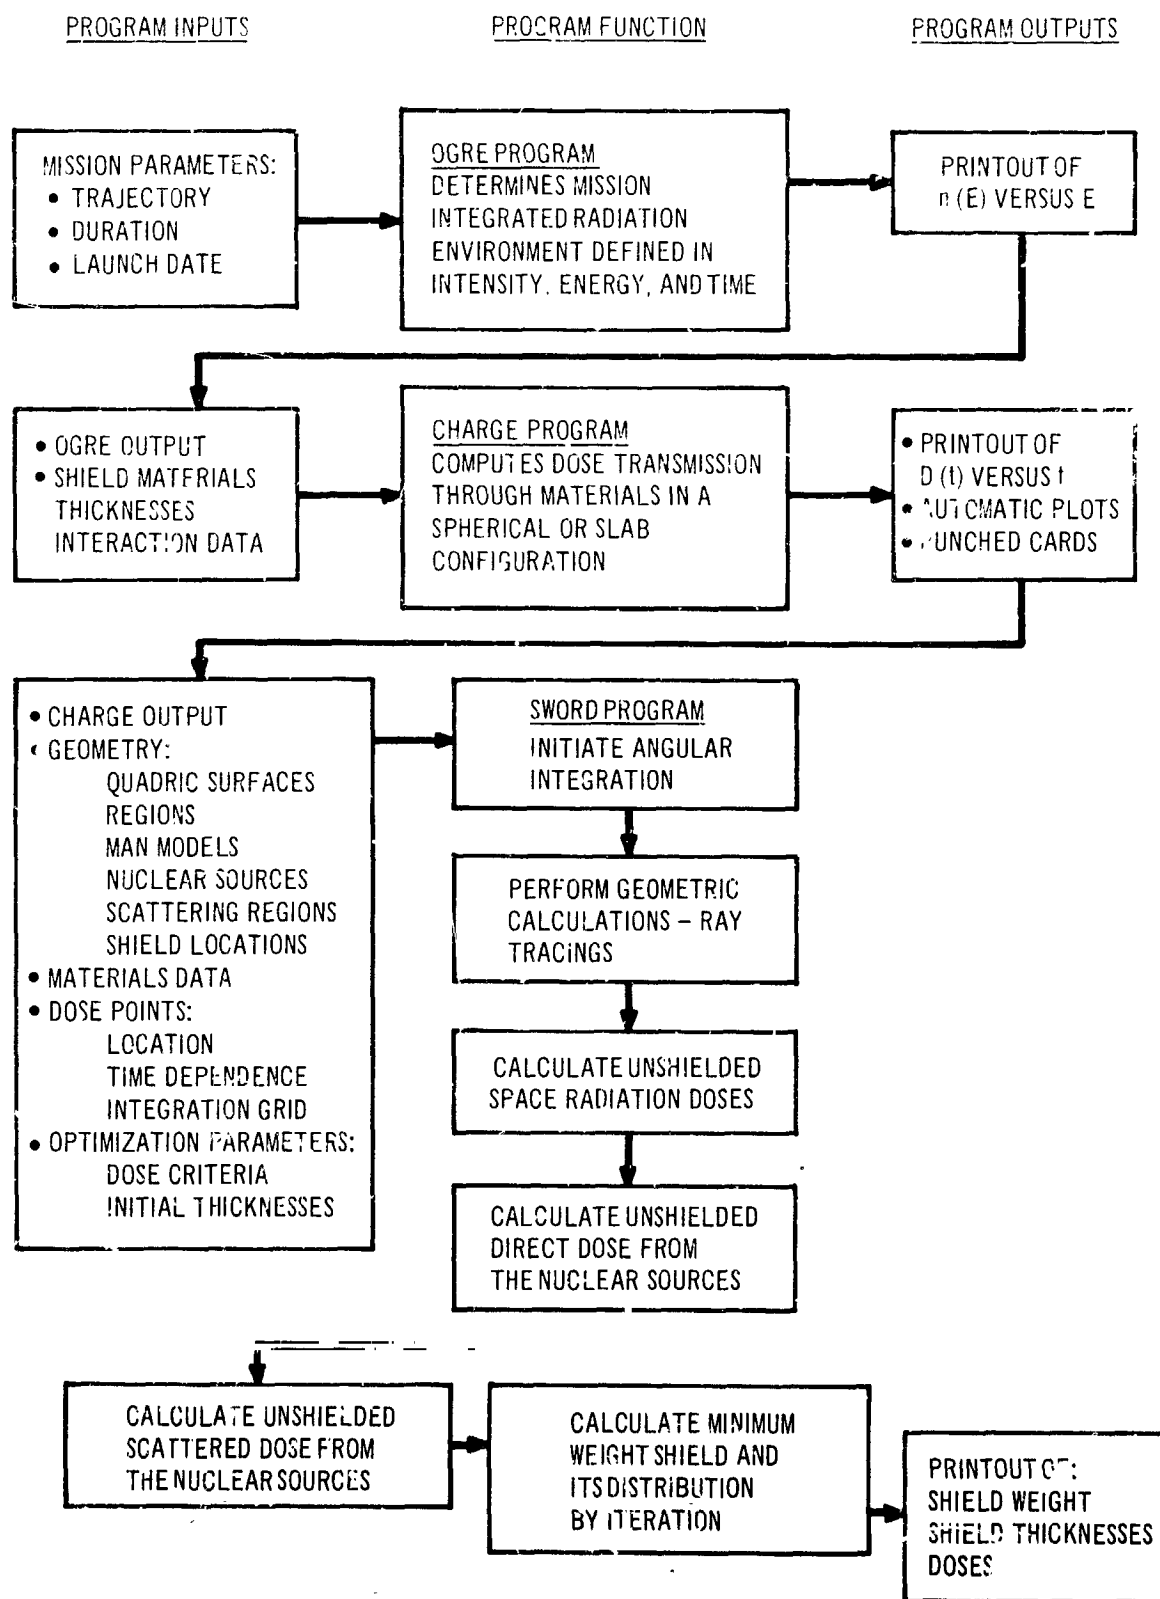 PROGRAM INPUTS
PROGRAM FUNCTION
PROGRAM OUTPUTS
MISSION PARAMETERS:
• TRAJECTORY
• DURATION
• LAUNCH DATE
OGRE PROGRAM
DETERMINES MISSION
INTEGRATED RADIATION
ENVIRONMENT DEFINED IN
INTENSITY, ENERGY, AND TIME
PRINTOUT OF
n (E) VERSUS E
• OGRE OUTPUT
• SHIELD MATERIALS
THICKNESSES
INTERACTION DATA
CHARGE PROGRAM
COMPUTES DOSE TRANSMISSION
THROUGH MATERIALS IN A
SPHERICAL OR SLAB
CONFIGURATION
• PRINTOUT OF
D (t) VERSUS t
• AUTOMATIC PLOTS
• PUNCHED CARDS
• CHARGE OUTPUT
• GEOMETRY:
QUADRIC SURFACES
REGIONS
MAN MODELS
NUCLEAR SOURCES
SCATTERING REGIONS
SHIELD LOCATIONS
• MATERIALS DATA
• DOSE POINTS:
LOCATION
TIME DEPENDENCE
INTEGRATION GRID
• OPTIMIZATION PARAMETERS:
DOSE CRITERIA
INITIAL THICKNESSES
SWORD PROGRAM
INITIATE ANGULAR
INTEGRATION
PERFORM GEOMETRIC
CALCULATIONS – RAY
TRACINGS
CALCULATE UNSHIELDED
SPACE RADIATION DOSES
CALCULATE UNSHIELDED
DIRECT DOSE FROM
THE NUCLEAR SOURCES
CALCULATE UNSHIELDED
SCATTERED DOSE FROM
THE NUCLEAR SOURCES
CALCULATE MINIMUM
WEIGHT SHIELD AND
ITS DISTRIBUTION
BY ITERATION
PRINTOUT OF:
SHIELD WEIGHT
SHIELD THICKNESSES
DOSES